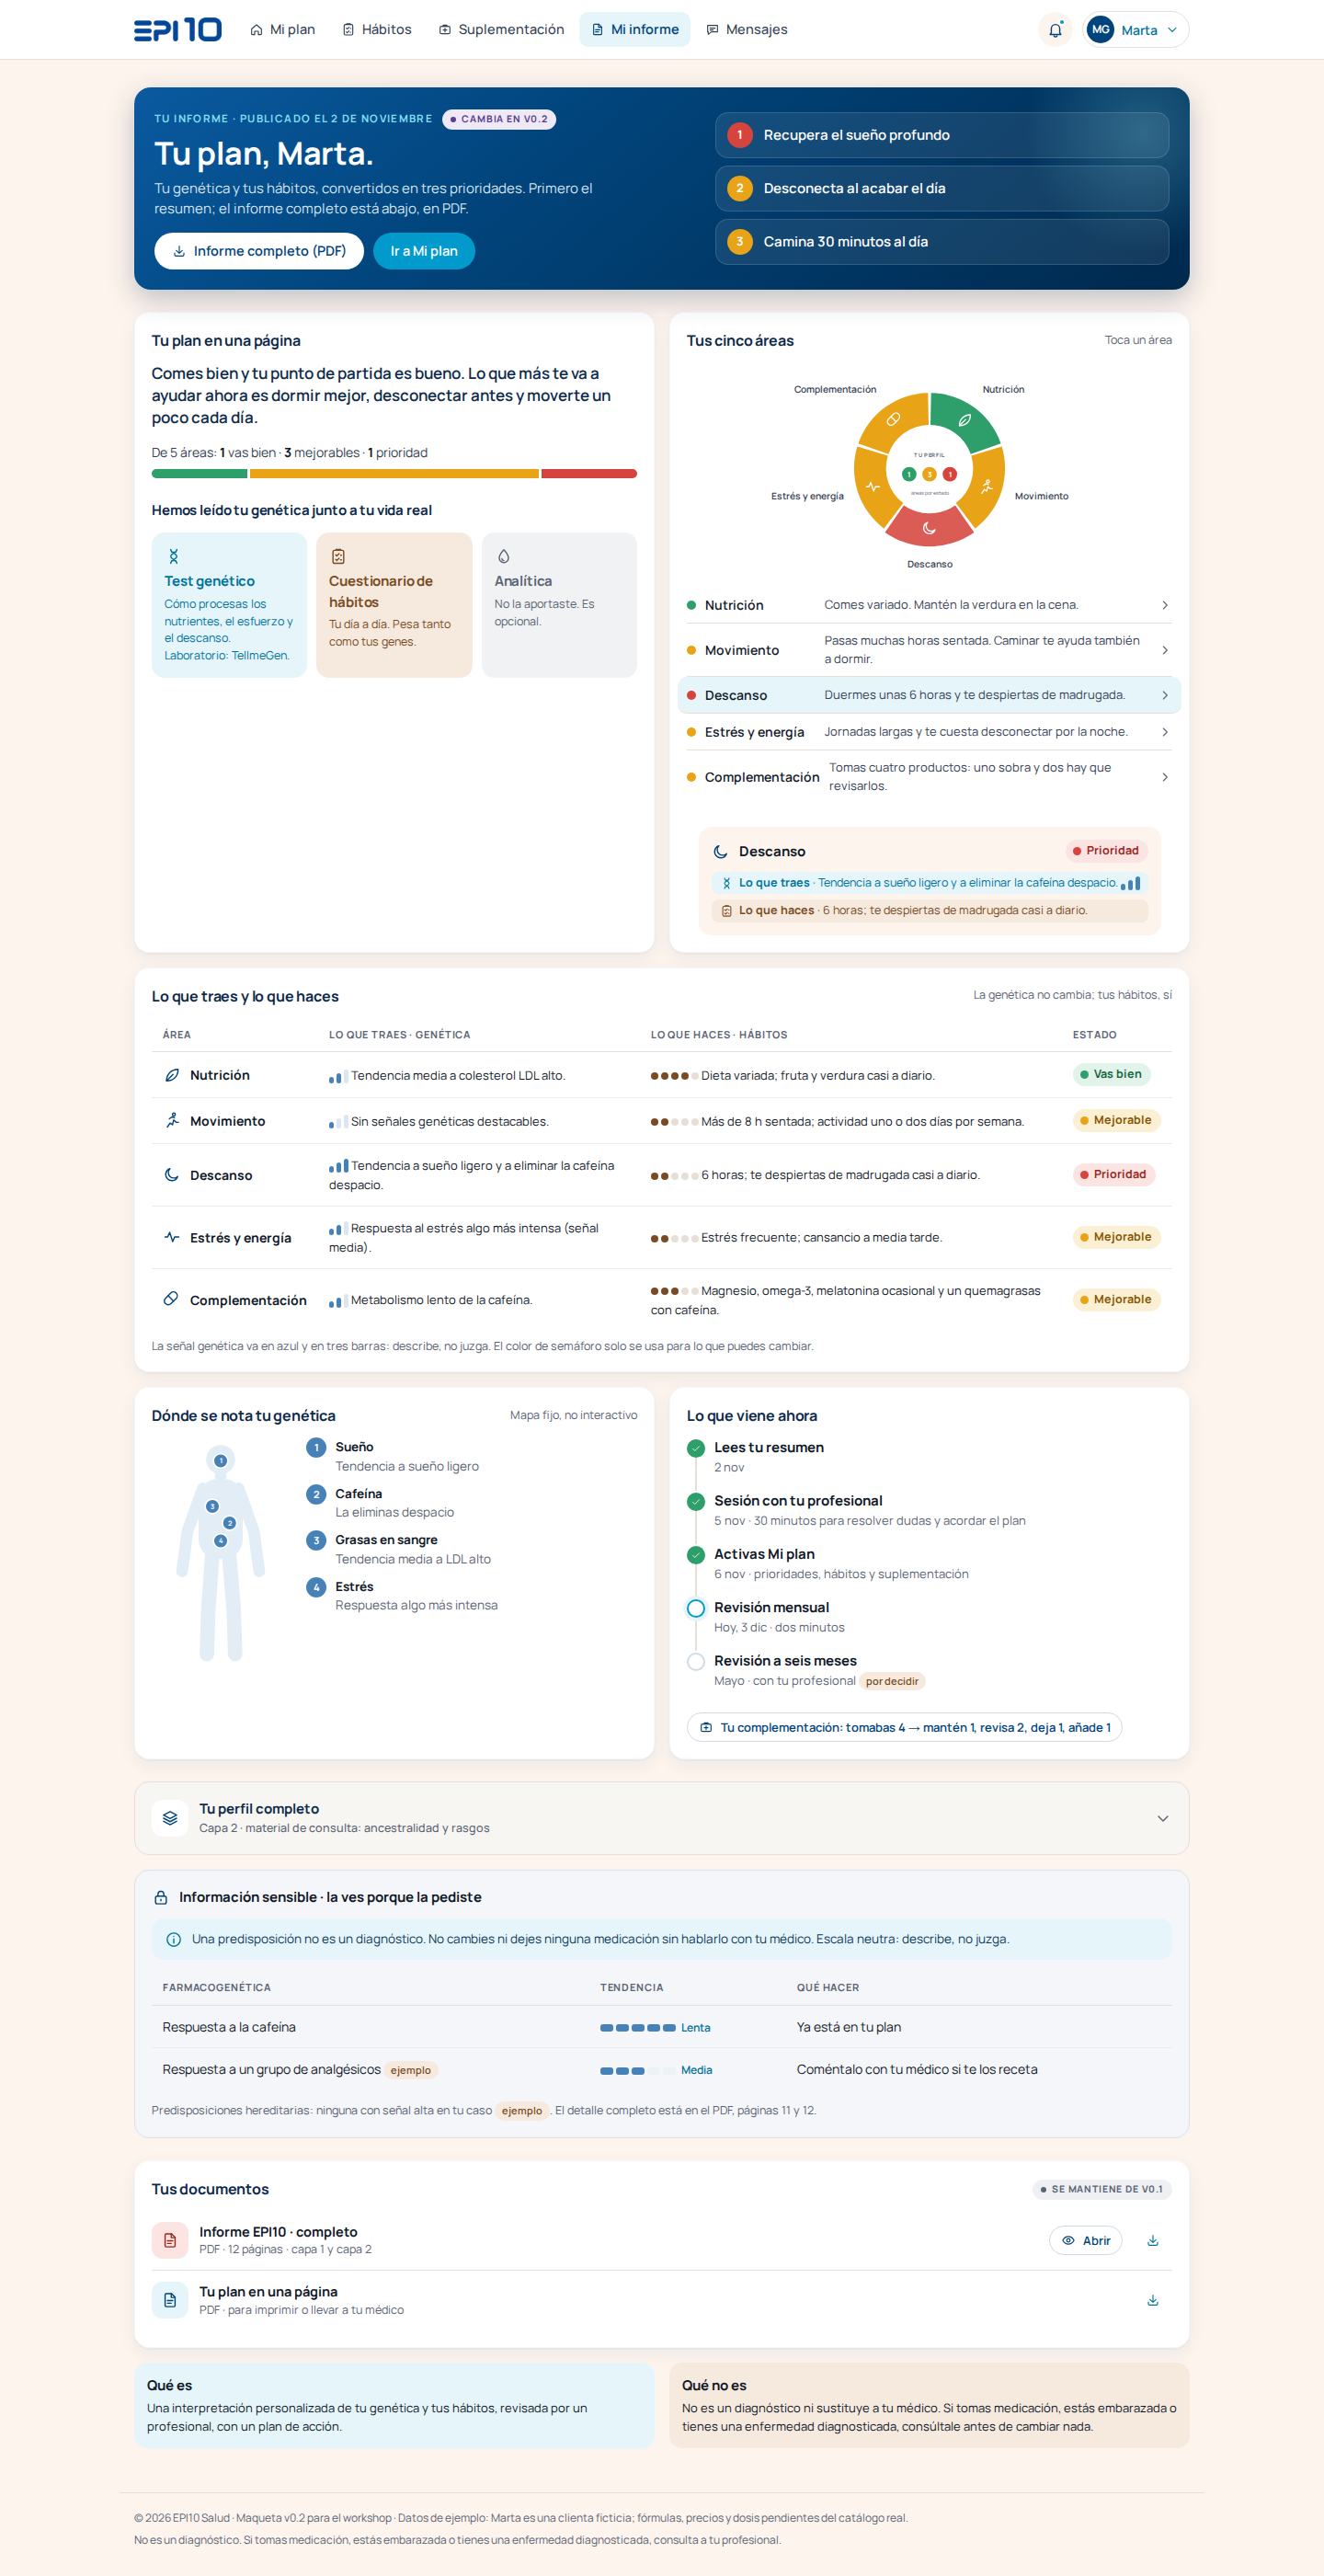 EPI10
Mi plan
Hábitos
Suplementación
Mi informe
Mensajes
MG
Marta
TU INFORME · PUBLICADO EL 2 DE NOVIEMBRE
CAMBIA EN V0.2
Tu plan, Marta.
Tu genética y tus hábitos, convertidos en tres prioridades. Primero el
resumen; el informe completo está abajo, en PDF.
Informe completo (PDF)
Ir a Mi plan
1 Recupera el sueño profundo
2 Desconecta al acabar el día
3 Camina 30 minutos al día
Tu plan en una página
Comes bien y tu punto de partida es bueno. Lo que más te va a
ayudar ahora es dormir mejor, desconectar antes y moverte un
poco cada día.
De 5 áreas: 1 vas bien · 3 mejorables · 1 prioridad
Hemos leído tu genética junto a tu vida real
Test genético
Cómo procesas los
nutrientes, el esfuerzo y
el descanso.
Laboratorio: TellmeGen.
Cuestionario de
hábitos
Tu día a día. Pesa tanto
como tus genes.
Analítica
No la aportaste. Es
opcional.
Tus cinco áreas
Toca un área
Complementación
Nutrición
TU PERFIL
1 3 1
áreas por estado
Estrés y energía
Movimiento
Descanso
Nutrición
Comes variado. Mantén la verdura en la cena.
Movimiento
Pasas muchas horas sentada. Caminar te ayuda también
a dormir.
Descanso
Duermes unas 6 horas y te despiertas de madrugada.
Estrés y energía
Jornadas largas y te cuesta desconectar por la noche.
Complementación
Tomas cuatro productos: uno sobra y dos hay que
revisarlos.
Descanso
Prioridad
Lo que traes · Tendencia a sueño ligero y a eliminar la cafeína despacio.
Lo que haces · 6 horas; te despiertas de madrugada casi a diario.
Lo que traes y lo que haces
La genética no cambia; tus hábitos, sí
ÁREA
LO QUE TRAES · GENÉTICA
LO QUE HACES · HÁBITOS
ESTADO
Nutrición
Tendencia media a colesterol LDL alto.
Dieta variada; fruta y verdura casi a diario.
Vas bien
Movimiento
Sin señales genéticas destacables.
Más de 8 h sentada; actividad uno o dos días por semana.
Mejorable
Descanso
Tendencia a sueño ligero y a eliminar la cafeína
despacio.
6 horas; te despiertas de madrugada casi a diario.
Prioridad
Estrés y energía
Respuesta al estrés algo más intensa (señal
media).
Estrés frecuente; cansancio a media tarde.
Mejorable
Complementación
Metabolismo lento de la cafeína.
Magnesio, omega-3, melatonina ocasional y un quemagrasas
con cafeína.
Mejorable
La señal genética va en azul y en tres barras: describe, no juzga. El color de semáforo solo se usa para lo que puedes cambiar.
Dónde se nota tu genética
Mapa fijo, no interactivo
1
3
2
4
1 Sueño
Tendencia a sueño ligero
2 Cafeína
La eliminas despacio
3 Grasas en sangre
Tendencia media a LDL alto
4 Estrés
Respuesta algo más intensa
Lo que viene ahora
Lees tu resumen
2 nov
Sesión con tu profesional
5 nov · 30 minutos para resolver dudas y acordar el plan
Activas Mi plan
6 nov · prioridades, hábitos y suplementación
Revisión mensual
Hoy, 3 dic · dos minutos
Revisión a seis meses
Mayo · con tu profesional por decidir
Tu complementación: tomabas 4 → mantén 1, revisa 2, deja 1, añade 1
Tu perfil completo
Capa 2 · material de consulta: ancestralidad y rasgos
Información sensible · la ves porque la pediste
Una predisposición no es un diagnóstico. No cambies ni dejes ninguna medicación sin hablarlo con tu médico. Escala neutra: describe, no juzga.
FARMACOGENÉTICA
TENDENCIA
QUÉ HACER
Respuesta a la cafeína
Lenta
Ya está en tu plan
Respuesta a un grupo de analgésicos ejemplo
Media
Coméntalo con tu médico si te los receta
Predisposiciones hereditarias: ninguna con señal alta en tu caso ejemplo . El detalle completo está en el PDF, páginas 11 y 12.
Tus documentos
SE MANTIENE DE V0.1
Informe EPI10 · completo
PDF · 12 páginas · capa 1 y capa 2
Abrir
Tu plan en una página
PDF · para imprimir o llevar a tu médico
Qué es
Una interpretación personalizada de tu genética y tus hábitos, revisada por un
profesional, con un plan de acción.
Qué no es
No es un diagnóstico ni sustituye a tu médico. Si tomas medicación, estás embarazada o
tienes una enfermedad diagnosticada, consúltale antes de cambiar nada.
© 2026 EPI10 Salud · Maqueta v0.2 para el workshop · Datos de ejemplo: Marta es una clienta ficticia; fórmulas, precios y dosis pendientes del catálogo real.
No es un diagnóstico. Si tomas medicación, estás embarazada o tienes una enfermedad diagnosticada, consulta a tu profesional.